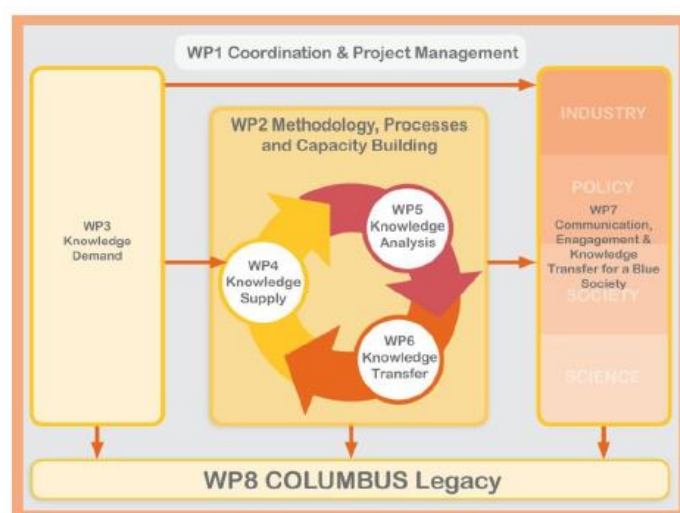 WP1 Coordination & Project Management
WP3
Knowledge
Demand
WP2 Methodology, Processes
and Capacity Building
WP5
Knowledge
Analysis
WP4
Knowledge
Supply
WP6
Knowledge
Transfer
INDUSTRY
POLICY
WP7
Communication,
Enagagement &
Knowledge
Transfer for a Blue
Society
SOCIETY
SCIENCE
WP8 COLUMBUS Legacy